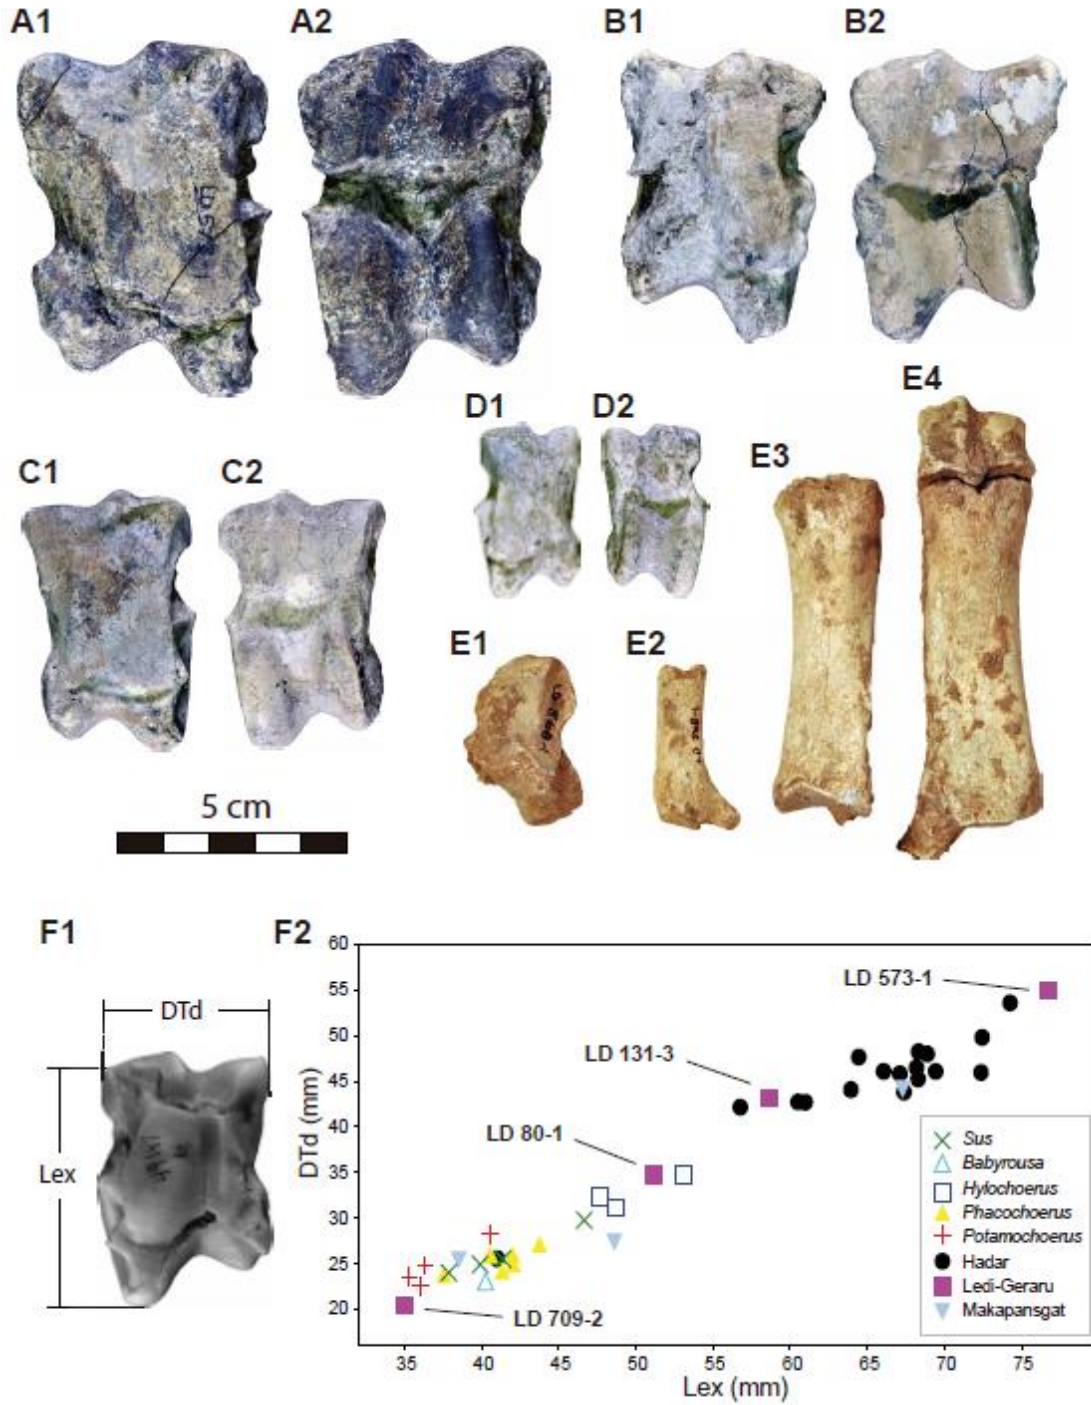 A1 A2 B1 B2
E4
D1 D2
E3
C1 C2
E1 E2
5 cm
F1 F2
DTd
Lex
DTd (mm)
60
55
50
45
40
35
30
25
20
LD 573-1
LD 131-3
LD 80-1
LD 709-2
Sus
Babyrousa
Hylochoerus
Phacochoerus
Potamochoerus
Hadar
Ledi-Geraru
Makapansgat
35 40 45 50 55 60 65 70 75
Lex (mm)